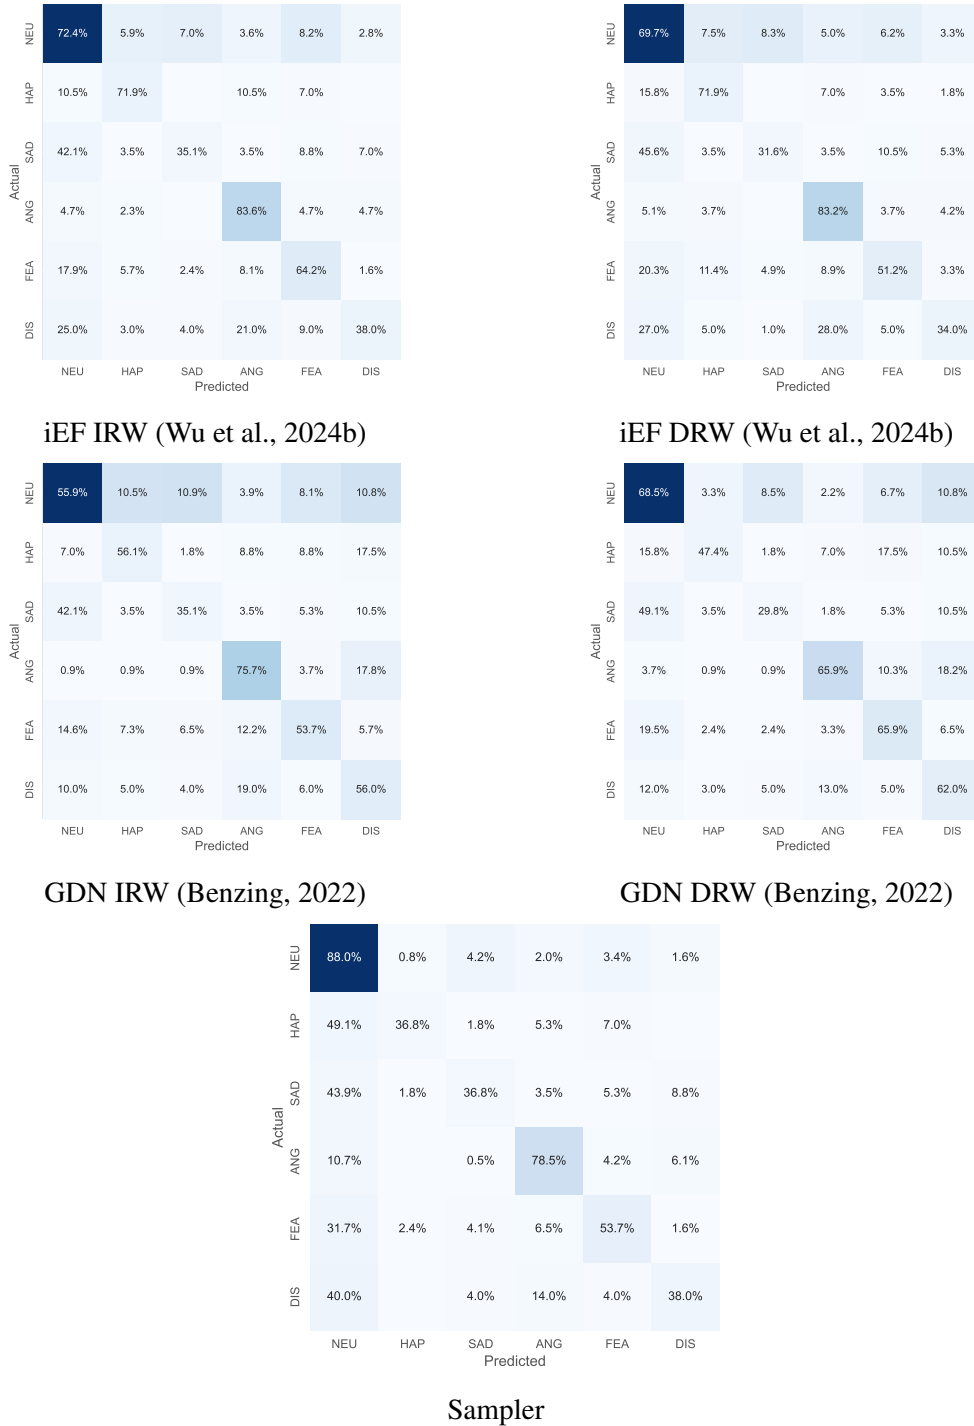 NEU 72.4% 5.9% 7.0% 3.6% 8.2% 2.8%
HAP 10.5% 71.9% 10.5% 7.0%
SAD 42.1% 3.5% 35.1% 3.5% 8.8% 7.0%
Actual
ANG 4.7% 2.3% 83.6% 4.7% 4.7%
FEA 17.9% 5.7% 2.4% 8.1% 64.2% 1.6%
DIS 25.0% 3.0% 4.0% 21.0% 9.0% 38.0%
NEU HAP SAD ANG FEA DIS
Predicted
iEF IRW (Wu et al., 2024b)
NEU 69.7% 7.5% 8.3% 5.0% 6.2% 3.3%
HAP 15.8% 71.9% 7.0% 3.5% 1.8%
SAD 45.6% 3.5% 31.6% 3.5% 10.5% 5.3%
Actual
ANG 5.1% 3.7% 83.2% 3.7% 4.2%
FEA 20.3% 11.4% 4.9% 8.9% 51.2% 3.3%
DIS 27.0% 5.0% 1.0% 28.0% 5.0% 34.0%
NEU HAP SAD ANG FEA DIS
Predicted
iEF DRW (Wu et al., 2024b)
NEU 55.9% 10.5% 10.9% 3.9% 8.1% 10.8%
HAP 7.0% 56.1% 1.8% 8.8% 8.8% 17.5%
SAD 42.1% 3.5% 35.1% 3.5% 5.3% 10.5%
Actual
ANG 0.9% 0.9% 0.9% 75.7% 3.7% 17.8%
FEA 14.6% 7.3% 6.5% 12.2% 53.7% 5.7%
DIS 10.0% 5.0% 4.0% 19.0% 6.0% 56.0%
NEU HAP SAD ANG FEA DIS
Predicted
GDN IRW (Benzing, 2022)
NEU 68.5% 3.3% 8.5% 2.2% 6.7% 10.8%
HAP 15.8% 47.4% 1.8% 7.0% 17.5% 10.5%
SAD 49.1% 3.5% 29.8% 1.8% 5.3% 10.5%
Actual
ANG 3.7% 0.9% 0.9% 65.9% 10.3% 18.2%
FEA 19.5% 2.4% 2.4% 3.3% 65.9% 6.5%
DIS 12.0% 3.0% 5.0% 13.0% 5.0% 62.0%
NEU HAP SAD ANG FEA DIS
Predicted
GDN DRW (Benzing, 2022)
NEU 88.0% 0.8% 4.2% 2.0% 3.4% 1.6%
HAP 49.1% 36.8% 1.8% 5.3% 7.0%
SAD 43.9% 1.8% 36.8% 3.5% 5.3% 8.8%
Actual
ANG 10.7% 0.5% 78.5% 4.2% 6.1%
FEA 31.7% 2.4% 4.1% 6.5% 53.7% 1.6%
DIS 40.0% 4.0% 14.0% 4.0% 38.0%
NEU HAP SAD ANG FEA DIS
Predicted
Sampler